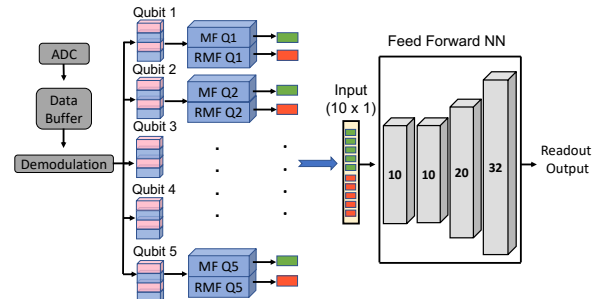 ADC
Data
Buffer
Demodulation
Qubit 1
Qubit 2
Qubit 3
Qubit 4
Qubit 5
MF Q1
RMF Q1
MF Q2
RMF Q2
MF Q5
RMF Q5
Input
(10 x 1)
Feed Forward NN
10
10
20
32
Readout
Output